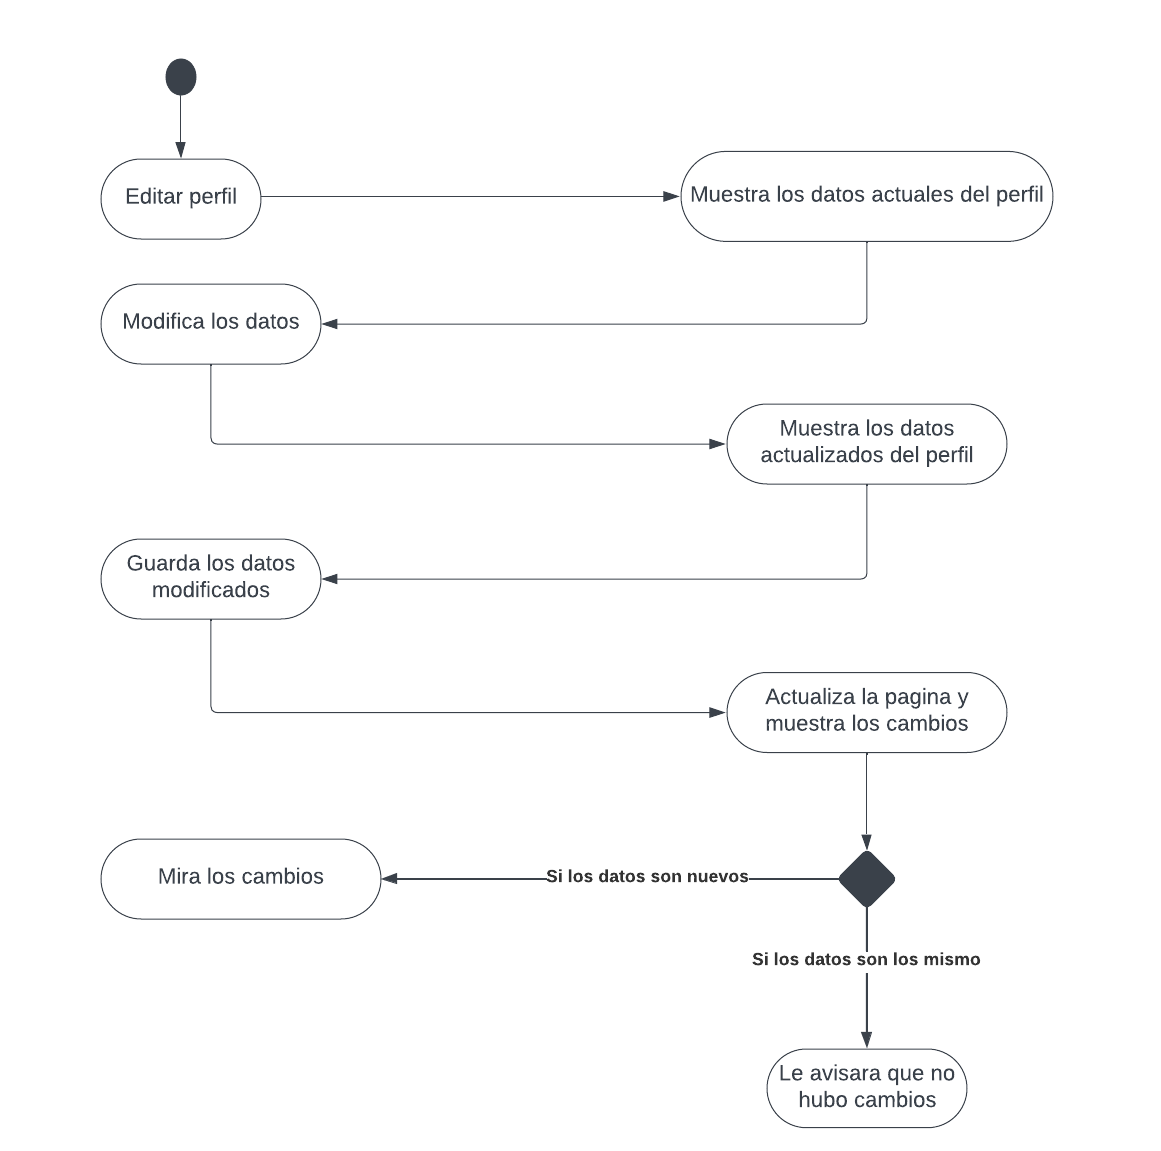 Editar perfil
Muestra los datos actuales del perfil
Modifica los datos
Muestra los datos
actualizados del perfil
Guarda los datos
modificados
Actualiza la pagina y
muestra los cambios
Mira los cambios
Si los datos son nuevos
Si los datos son los mismo
Le avisara que no
hubo cambios